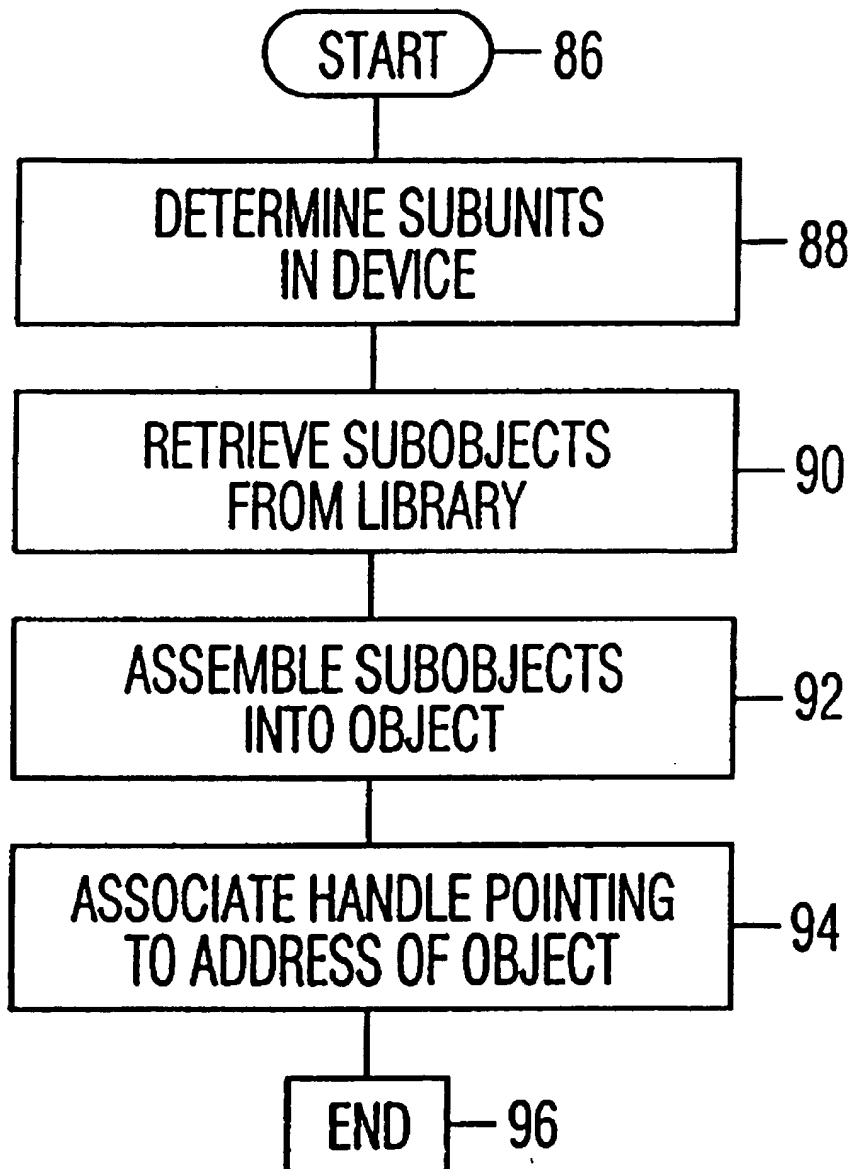 START 86
DETERMINE SUBUNITS
IN DEVICE
88
RETRIEVE SUBOBJECTS
FROM LIBRARY
90
ASSEMBLE SUBOBJECTS
INTO OBJECT
92
ASSOCIATE HANDLE POINTING
TO ADDRESS OF OBJECT
94
END 96